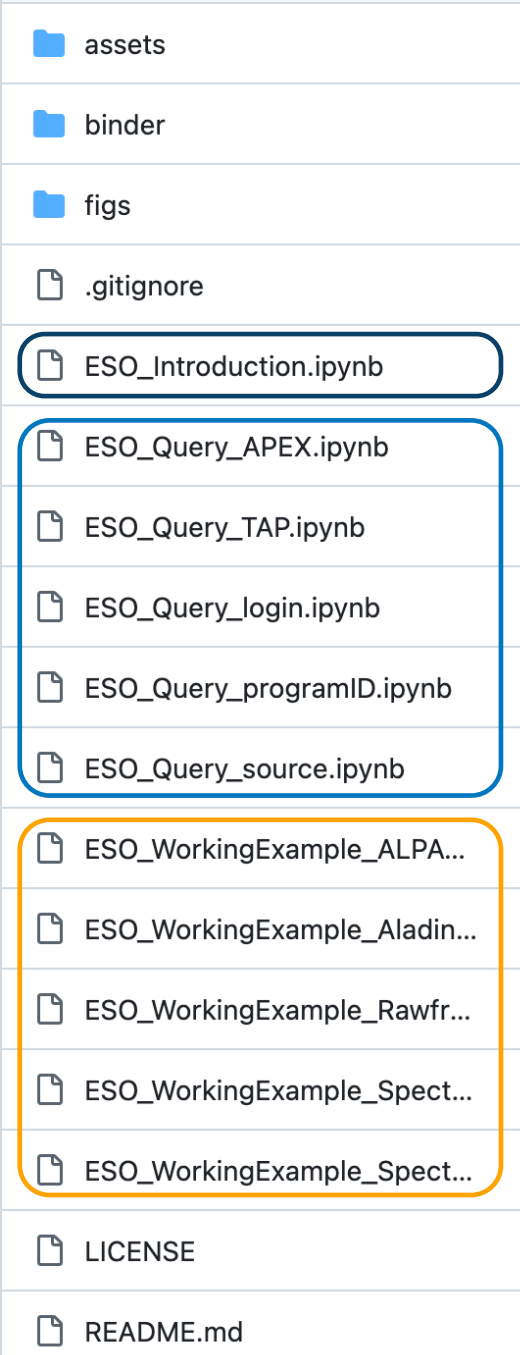 assets
binder
figs
.gitignore
ESO_Introduction.ipynb
ESO_Query_APEX.ipynb
ESO_Query_TAP.ipynb
ESO_Query_login.ipynb
ESO_Query_programID.ipynb
ESO_Query_source.ipynb
ESO_WorkingExample_ALPA...
ESO_WorkingExample_Aladin...
ESO_WorkingExample_Rawfr...
ESO_WorkingExample_Spect...
ESO_WorkingExample_Spect...
LICENSE
README.md